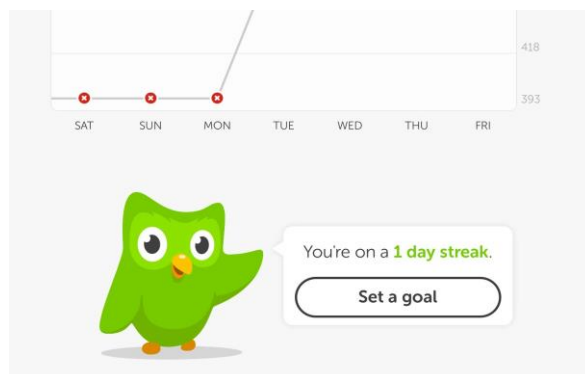 418
393
SAT SUN MON TUE WED THU FRI
You're on a 1 day streak.
Set a goal